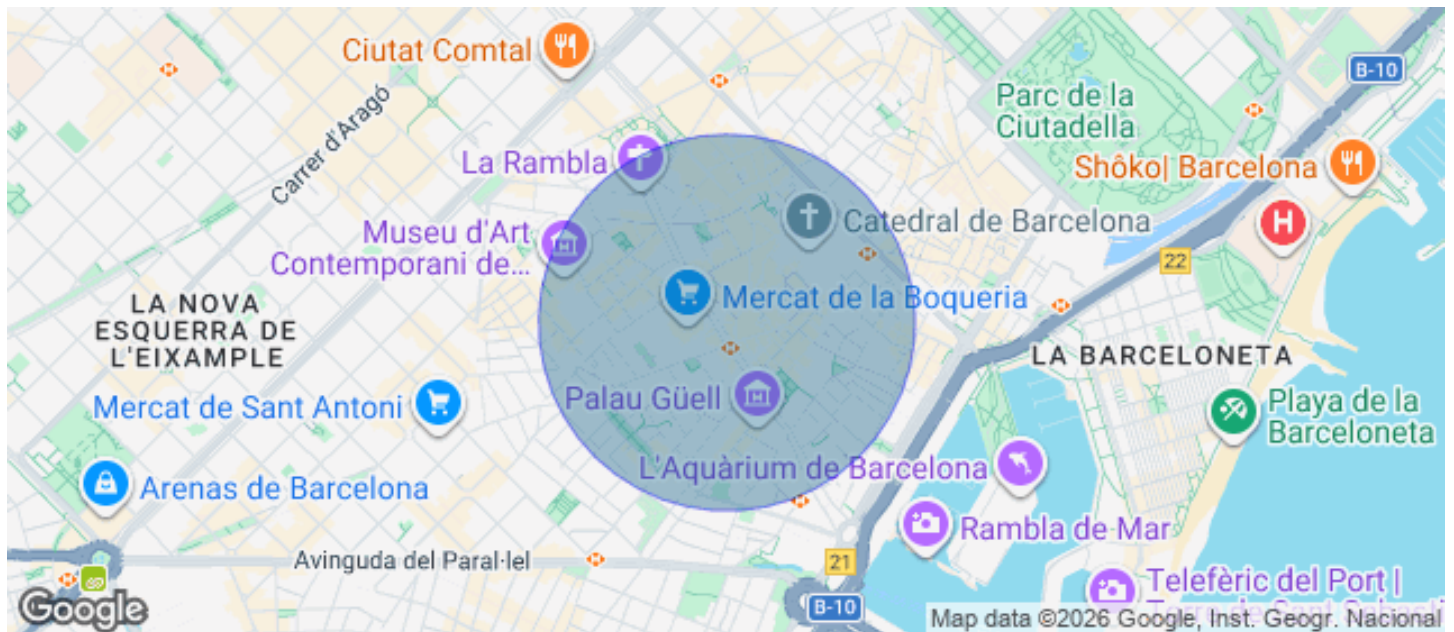 Ciutat Comtal
B-10
Parc de la
Ciutadella
Carrer d'Aragó
La Rambla
Shôko| Barcelona
Museu d'Art
Contemporani de...
Catedral de Barcelona
H
22
LA NOVA
ESQUERRA DE
L'EIXAMPLE
Mercat de la Boqueria
LA BARCELONETA
Mercat de Sant Antoni
Palau Güell
Playa de la
Barceloneta
Arenas de Barcelona
L'Aquàrium de Barcelona
Rambla de Mar
Avinguda del Paral·lel
21
Telefèric del Port |
B-10
Google
Map data ©2026 Google, Inst. Geogr. Nacional